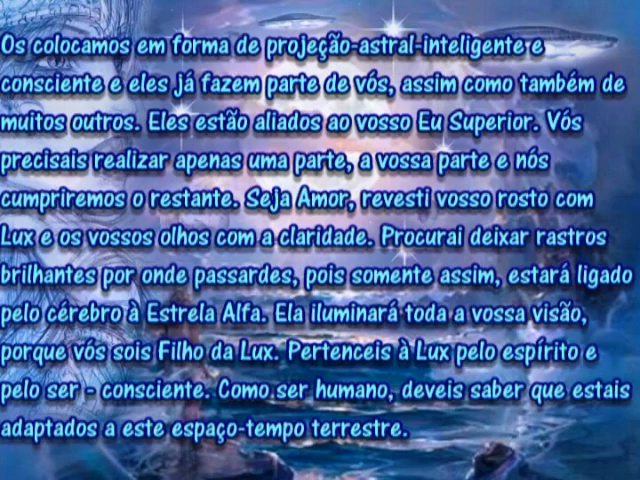 Os colocamos em forma de projeção-astral-inteligente e
consciente e eles já fazem parte de vós, assim como também de
muitos outros. Eles estão aliados ao vosso Eu Superior. Vós
precisais realizar apenas uma parte, a vossa parte e nós
cumpriremos o restante. Seja Amor, revesti vosso rosto com
Lux e os vossos olhos com a claridade. Procurai deixar rastros
brilhantes por onde passardes, pois somente assim, estará ligado
pelo cérebro à Estrela Alfa. Ela iluminará toda a vossa visão,
porque vós sois Filho da Lux. Pertenceis à Lux pelo espírito e
pelo ser - consciente. Como ser humano, deveis saber que estais
adaptados a este espaço-tempo terrestre.